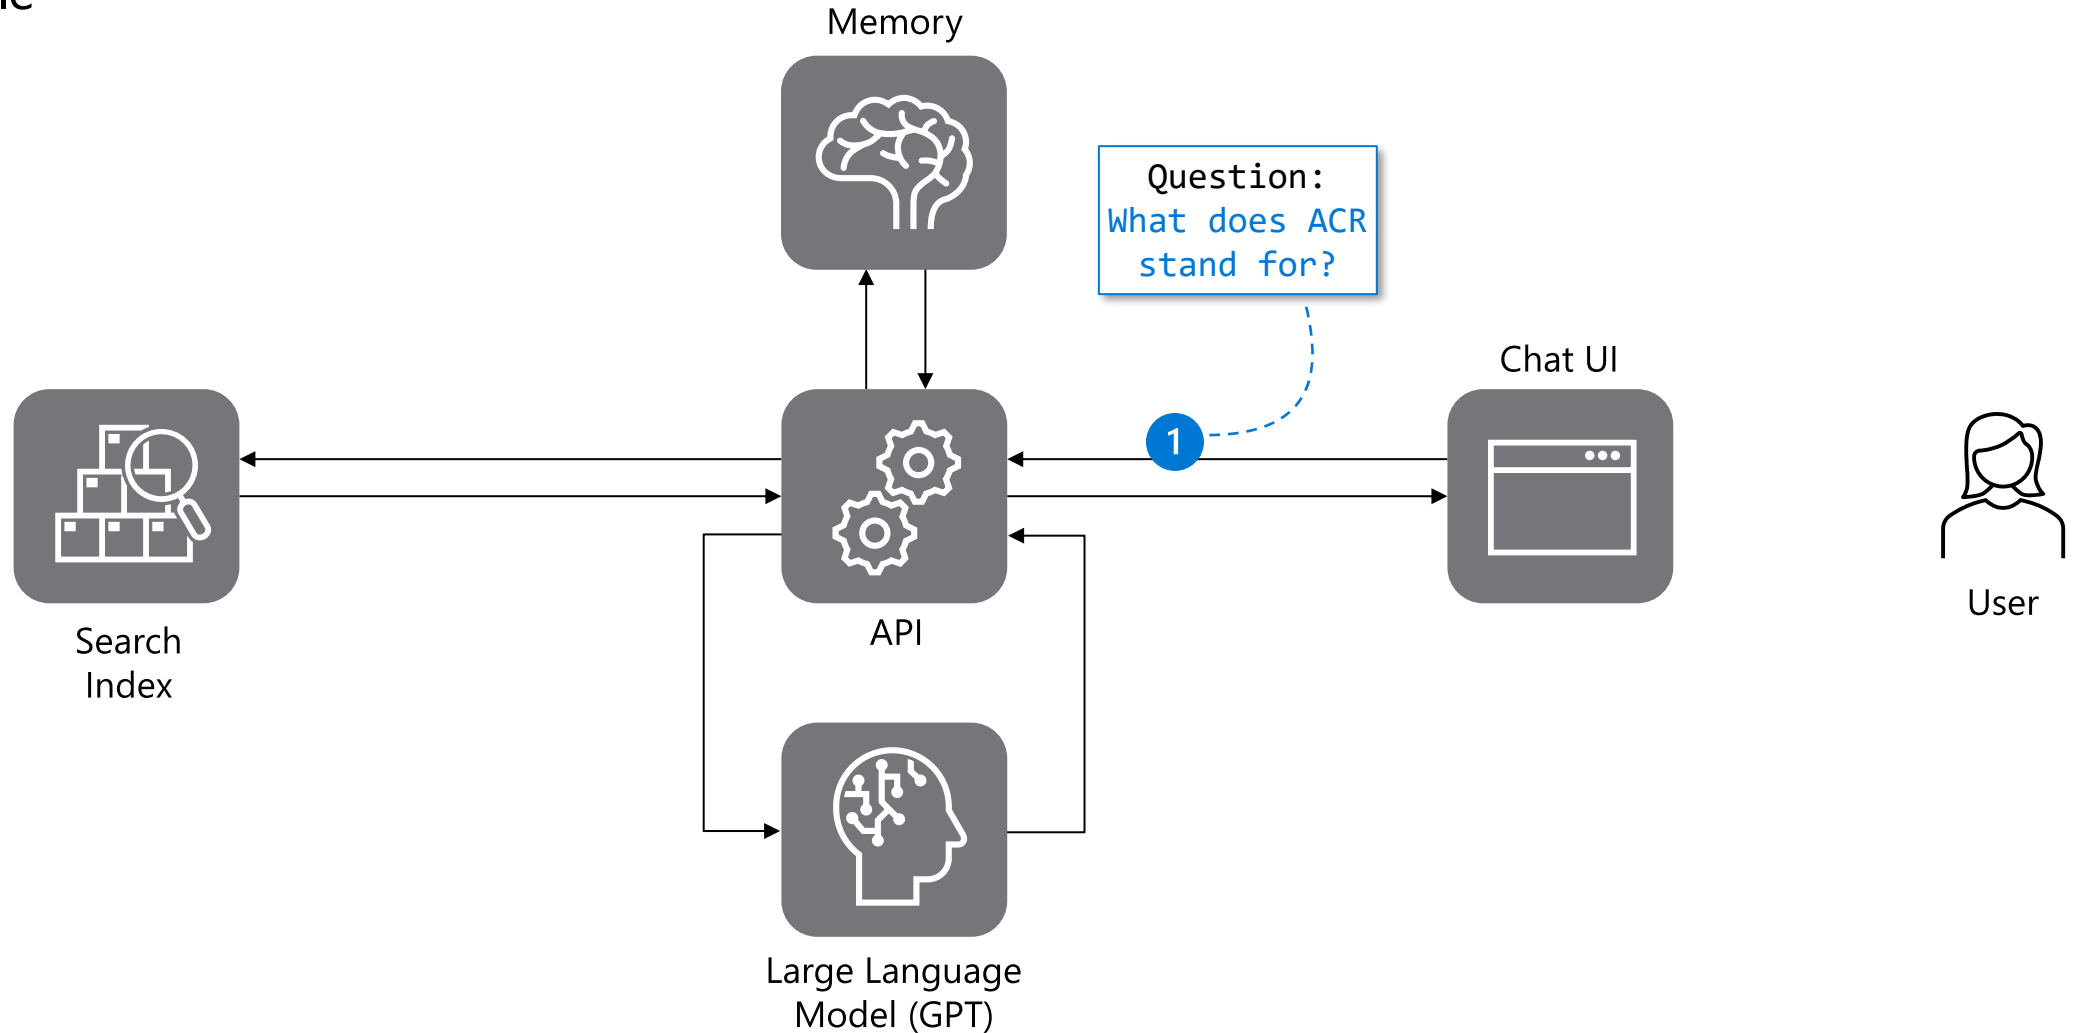 Memory
Question:
What does ACR
stand for?
Chat UI
1
User
API
Search
Index
Large Language
Model (GPT)